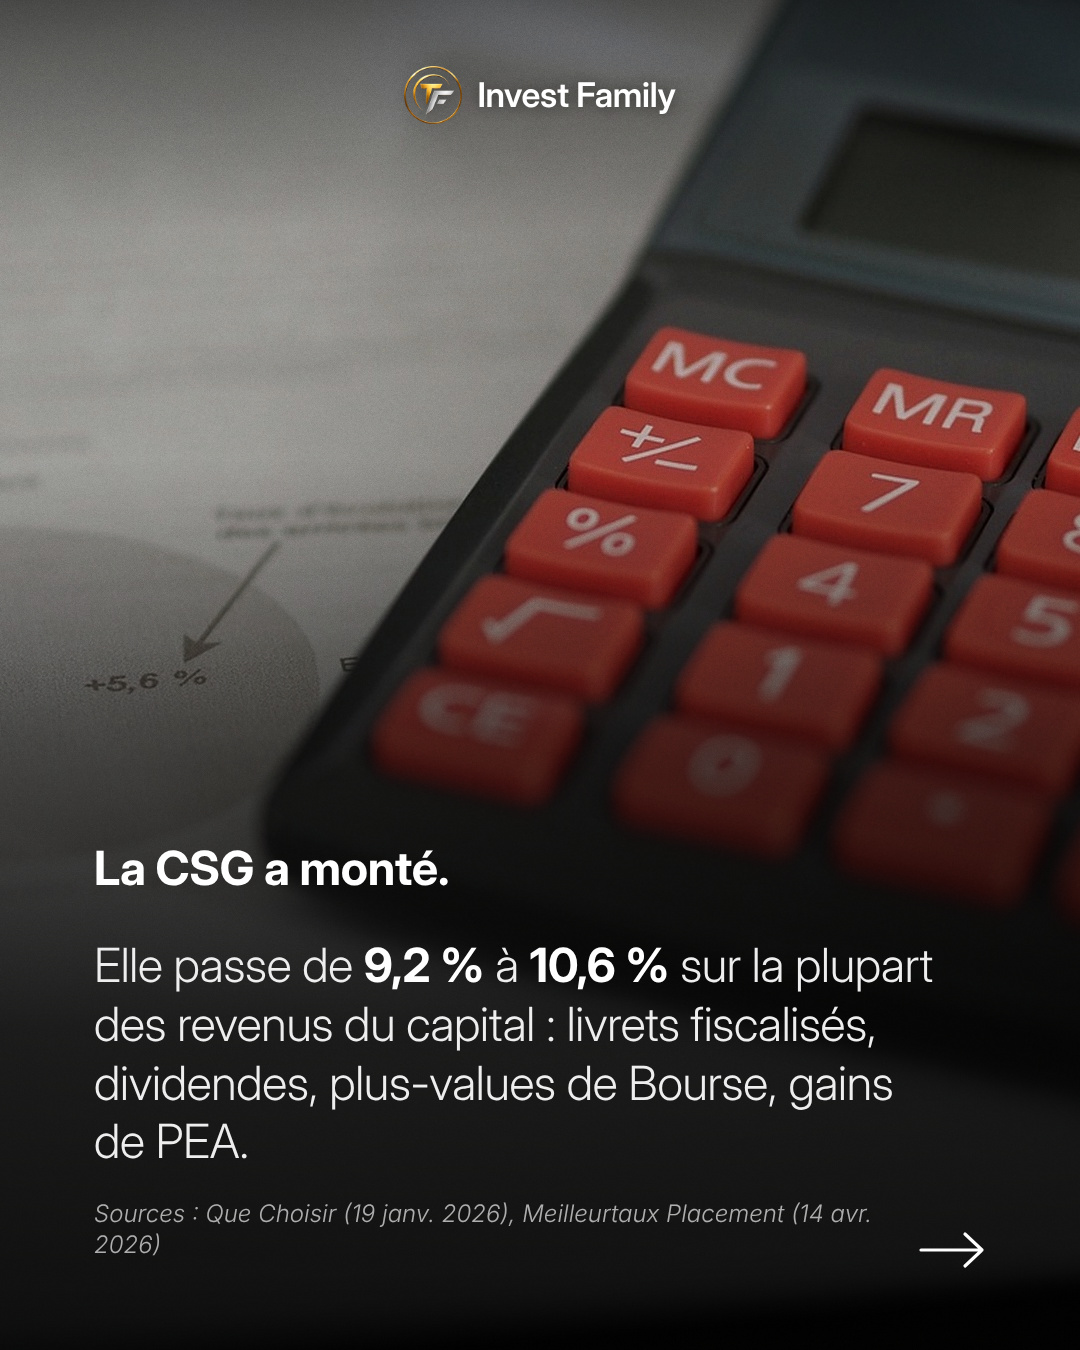 Invest Family
MC
MR
+/−
7
%
4
5
√
1
2
CE
0
+5,6 %
La CSG a monté.
Elle passe de 9,2 % à 10,6 % sur la plupart
des revenus du capital : livrets fiscalisés,
dividendes, plus-values de Bourse, gains
de PEA.
Sources : Que Choisir (19 janv. 2026), Meilleurtaux Placement (14 avr.
2026)